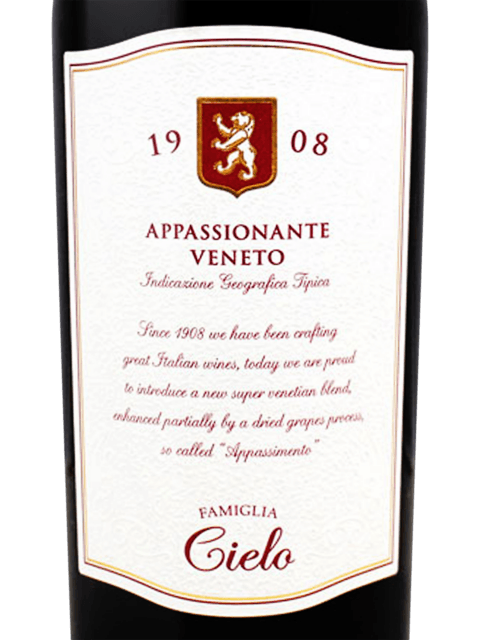 19 08
APPASSIONANTE
VENETO
Indicazione Geografica Tipica
Since 1908 we have been crafting
great Italian wines, today we are proud
to introduce a new super venetian blend,
enhanced partially by a dried grapes process,
so called "Appassimento"
FAMIGLIA
Cielo